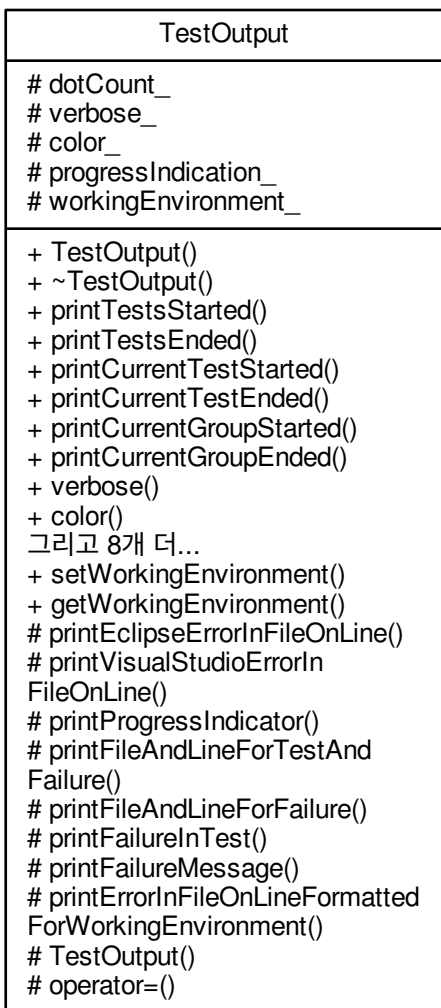 TestOutput
# dotCount_
# verbose_
# color_
# progressIndication_
# workingEnvironment_
+ TestOutput()
+ ~TestOutput()
+ printTestsStarted()
+ printTestsEnded()
+ printCurrentTestStarted()
+ printCurrentTestEnded()
+ printCurrentGroupStarted()
+ printCurrentGroupEnded()
+ verbose()
+ color()
그리고 8개 더...
+ setWorkingEnvironment()
+ getWorkingEnvironment()
# printEclipseErrorInFileOnLine()
# printVisualStudioErrorIn
FileOnLine()
# printProgressIndicator()
# printFileAndLineForTestAnd
Failure()
# printFileAndLineForFailure()
# printFailureInTest()
# printFailureMessage()
# printErrorInFileOnLineFormatted
ForWorkingEnvironment()
# TestOutput()
# operator=()